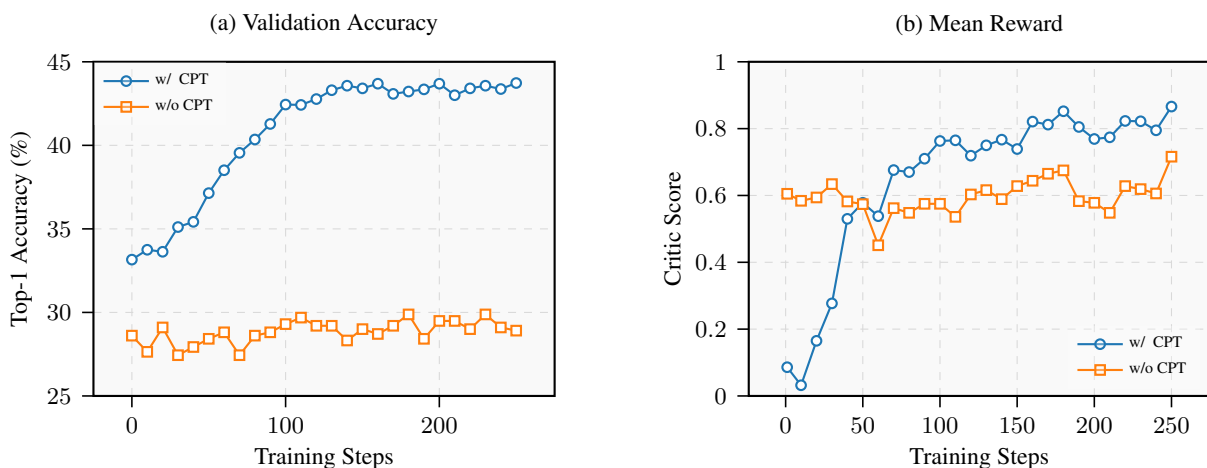 (a) Validation Accuracy
45
40
35
30
25
0
100
200
Top-1 Accuracy (%)
Training Steps
w/ CPT
w/o CPT
(b) Mean Reward
1
0.8
0.6
0.4
0.2
0
0
50
100
150
200
250
Critic Score
Training Steps
w/ CPT
w/o CPT